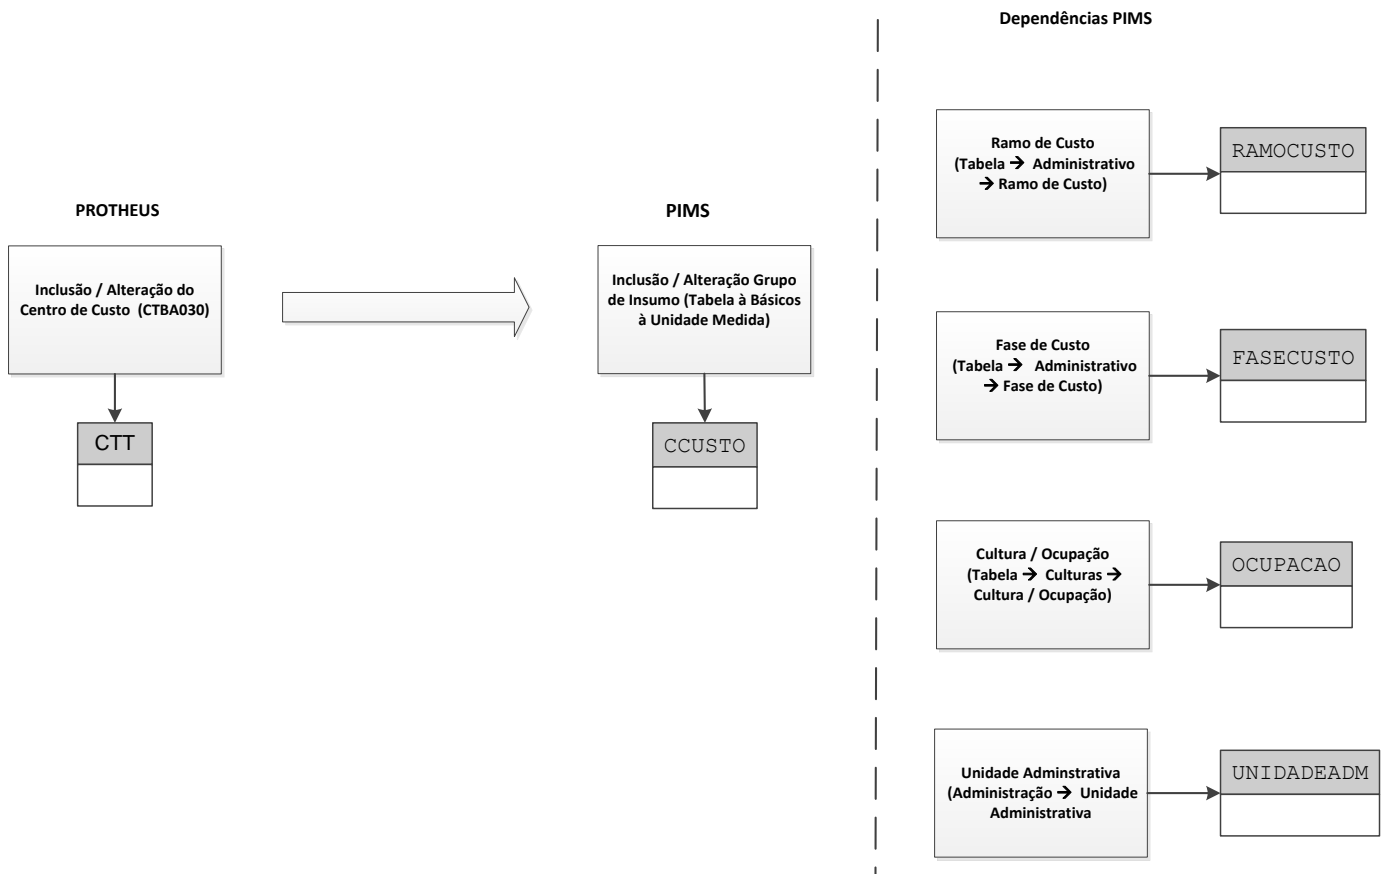 Dependências PIMS
PROTHEUS
Inclusão / Alteração do
Centro de Custo (CTBA030)
CTT
PIMS
Inclusão / Alteração Grupo
de Insumo (Tabela à Básicos
à Unidade Medida)
CCUSTO
Ramo de Custo
(Tabela → Administrativo
→ Ramo de Custo)
RAMOCUSTO
Fase de Custo
(Tabela → Administrativo
→ Fase de Custo)
FASECUSTO
Cultura / Ocupação
(Tabela → Culturas →
Cultura / Ocupação)
OCUPACAO
Unidade Adminstrativa
(Administração → Unidade
Administrativa
UNIDADEADM